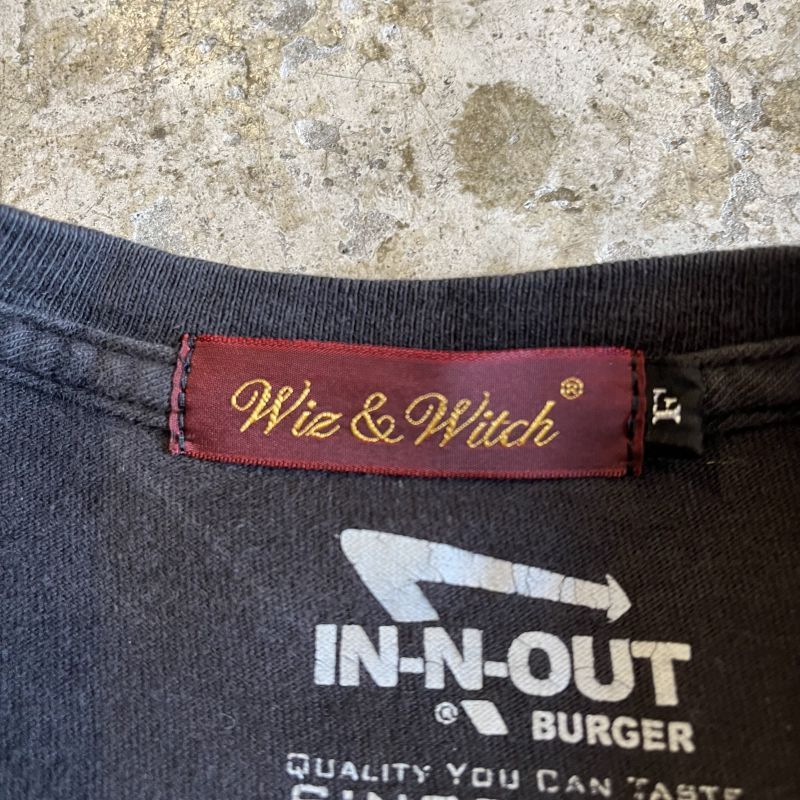 Wiz & Witch®
F
IN-N-OUT
® BURGER
QUALITY YOU CAN TASTE